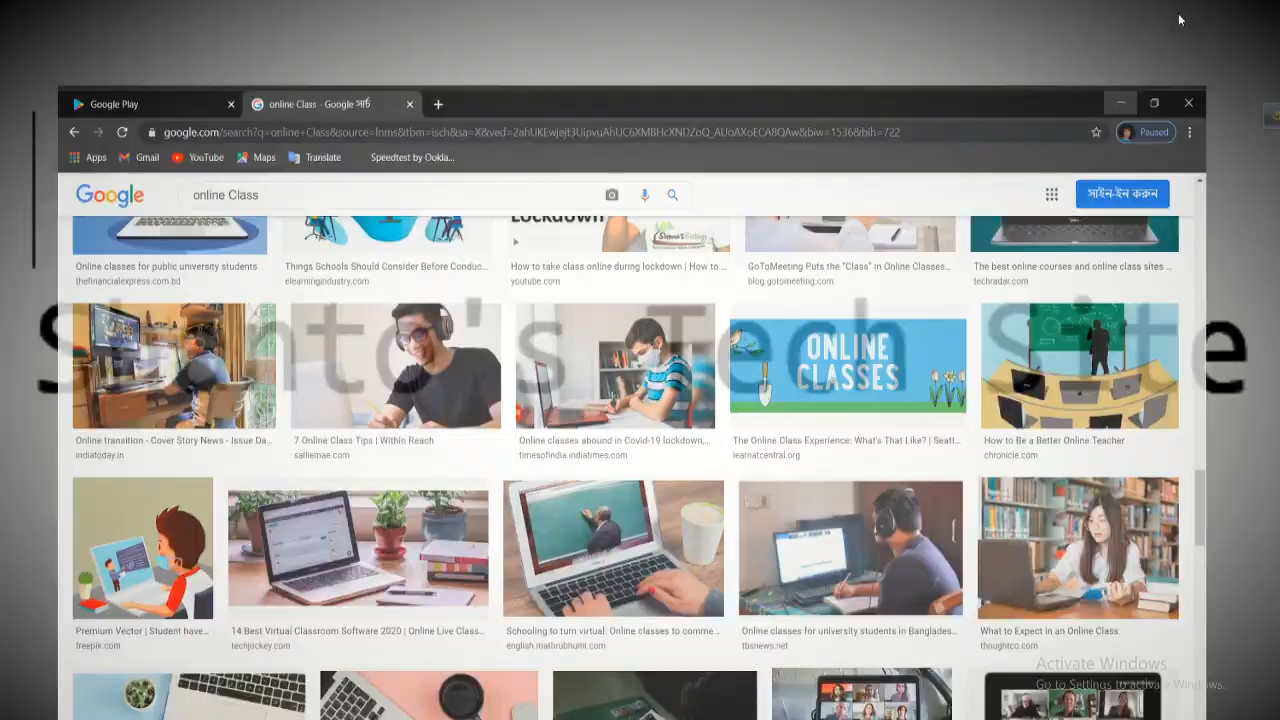 Google Play
online Class - Google সার্চ
google.com/search?q=online+Class&source=lnms&tbm=isch&sa=X&ved=2ahUKEwjejt3UipvuAhUC6XMBHcXNDZoQ_AUoAXoECA8QAw&biw=1536&bih=722
Paused
Apps Gmail YouTube Maps Translate Speedtest by Ookla...
Google
online Class
সাইন-ইন করুন
Lockdown
Online classes for public university students
thefinancialexpress.com.bd
Things Schools Should Consider Before Conduc...
elearningindustry.com
How to take class online during lockdown | How to ...
youtube.com
GoToMeeting Puts the "Class" in Online Classes...
blog.gotomeeting.com
The best online courses and online class sites ...
techradar.com
ONLINE
CLASSES
Online transition - Cover Story News - Issue Da...
indiatoday.in
7 Online Class Tips | Within Reach
salliemae.com
Online classes abound in Covid-19 lockdown,...
timesofindia.indiatimes.com
The Online Class Experience: What's That Like? | Seatt...
learnatcentral.org
How to Be a Better Online Teacher
chronicle.com
Premium Vector | Student have...
freepik.com
14 Best Virtual Classroom Software 2020 | Online Live Class...
techjockey.com
Schooling to turn virtual: Online classes to comme...
english.mathrubhumi.com
Online classes for university students in Banglades...
tbsnews.net
What to Expect in an Online Class
thoughtco.com
Tech Site
Activate Windows
Go to Settings to activate Windows.